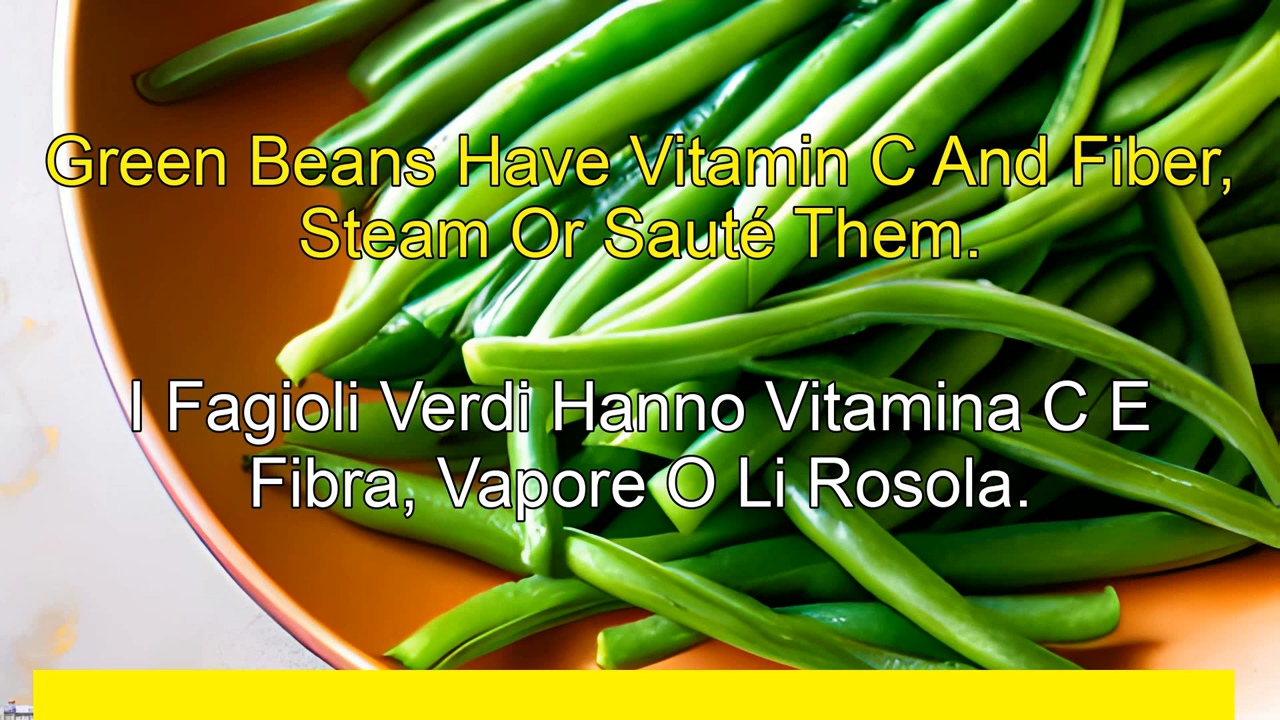 Green Beans Have Vitamin C And Fiber,
Steam Or Sauté Them.
I Fagioli Verdi Hanno Vitamina C E
Fibra, Vapore O Li Rosola.